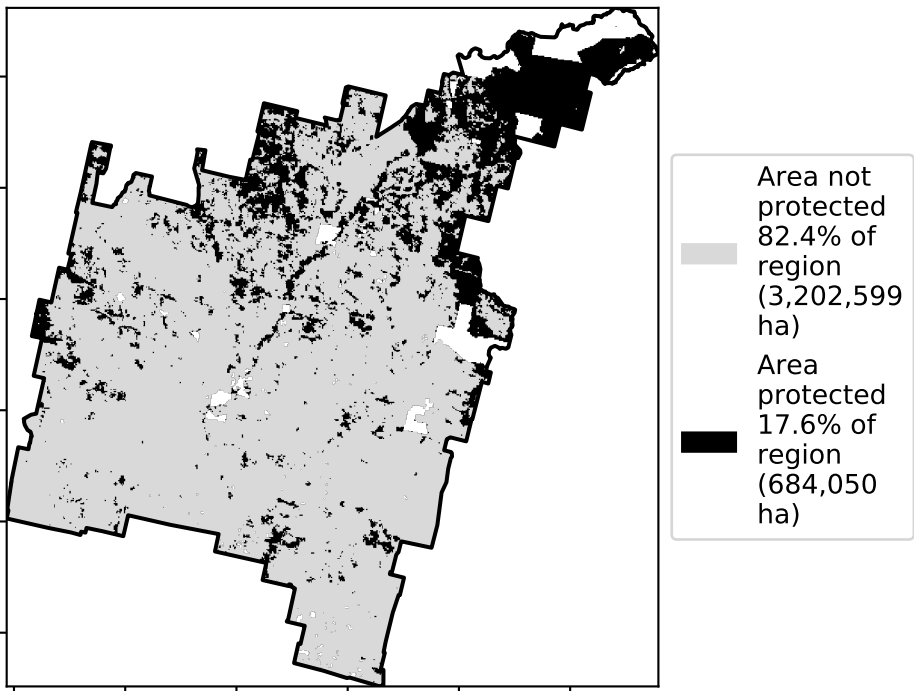 Area not
protected
82.4% of
region
(3,202,599
ha)
Area
protected
17.6% of
region
(684,050
ha)